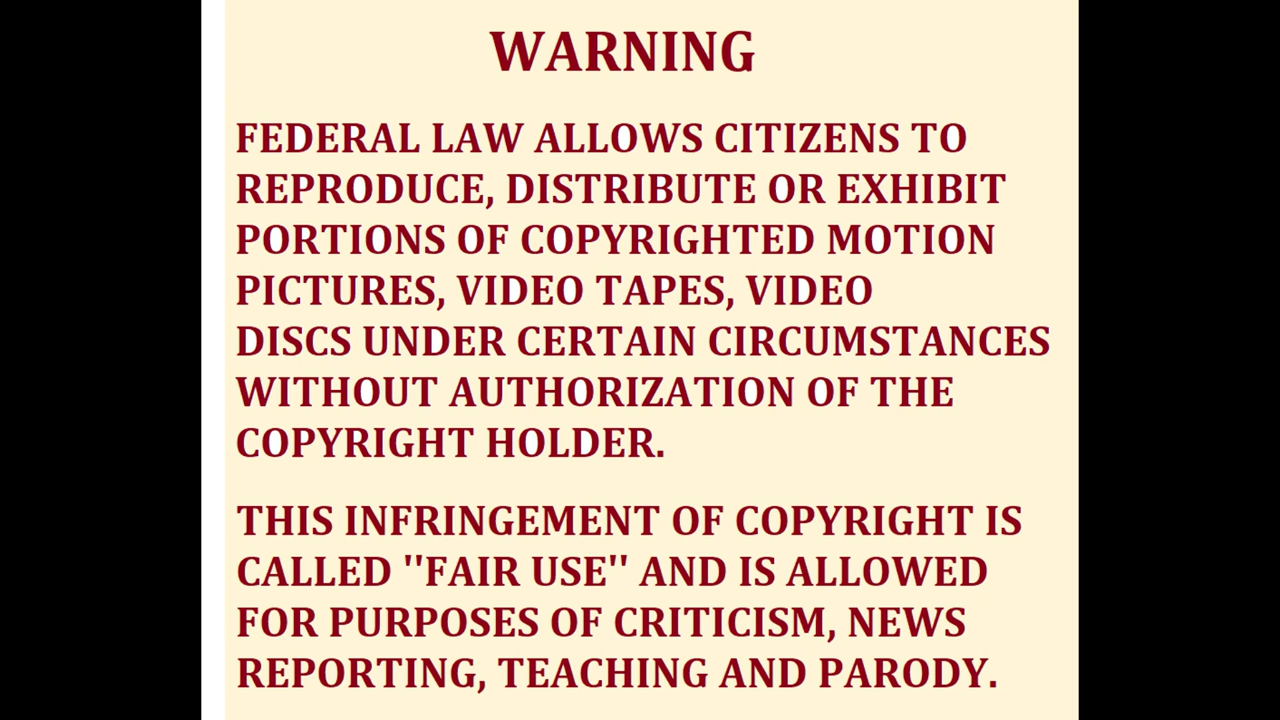 WARNING
FEDERAL LAW ALLOWS CITIZENS TO
REPRODUCE, DISTRIBUTE OR EXHIBIT
PORTIONS OF COPYRIGHTED MOTION
PICTURES, VIDEO TAPES, VIDEO
DISCS UNDER CERTAIN CIRCUMSTANCES
WITHOUT AUTHORIZATION OF THE
COPYRIGHT HOLDER.
THIS INFRINGEMENT OF COPYRIGHT IS
CALLED ''FAIR USE'' AND IS ALLOWED
FOR PURPOSES OF CRITICISM, NEWS
REPORTING, TEACHING AND PARODY.